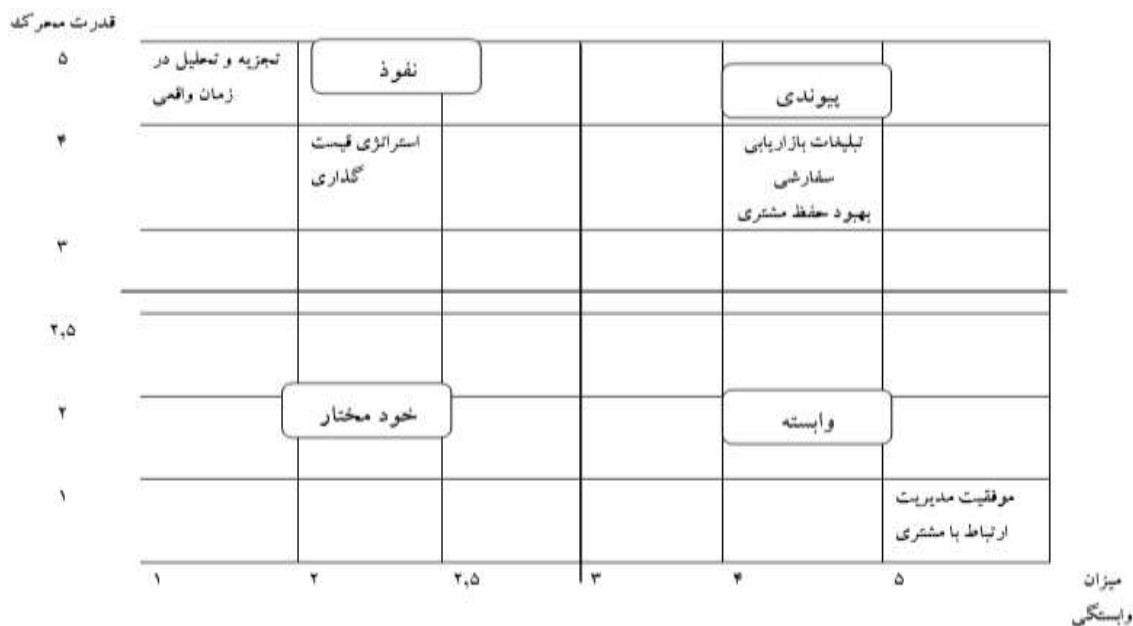 قدرت محرکه
۵
تجزیه و تحلیل در
زمان واقعی
نفوذ
پیوندی
۴
استراتژی قیمت
گذاری
تبلیغات بازاریابی
سفارشی
بهبود حفظ مشتری
۳
۲,۵
۲
خود مختار
وابسته
۱
موفقیت مدیریت
ارتباط با مشتری
۱
۲
۲,۵
۳
۴
۵
میزان
وابستگی